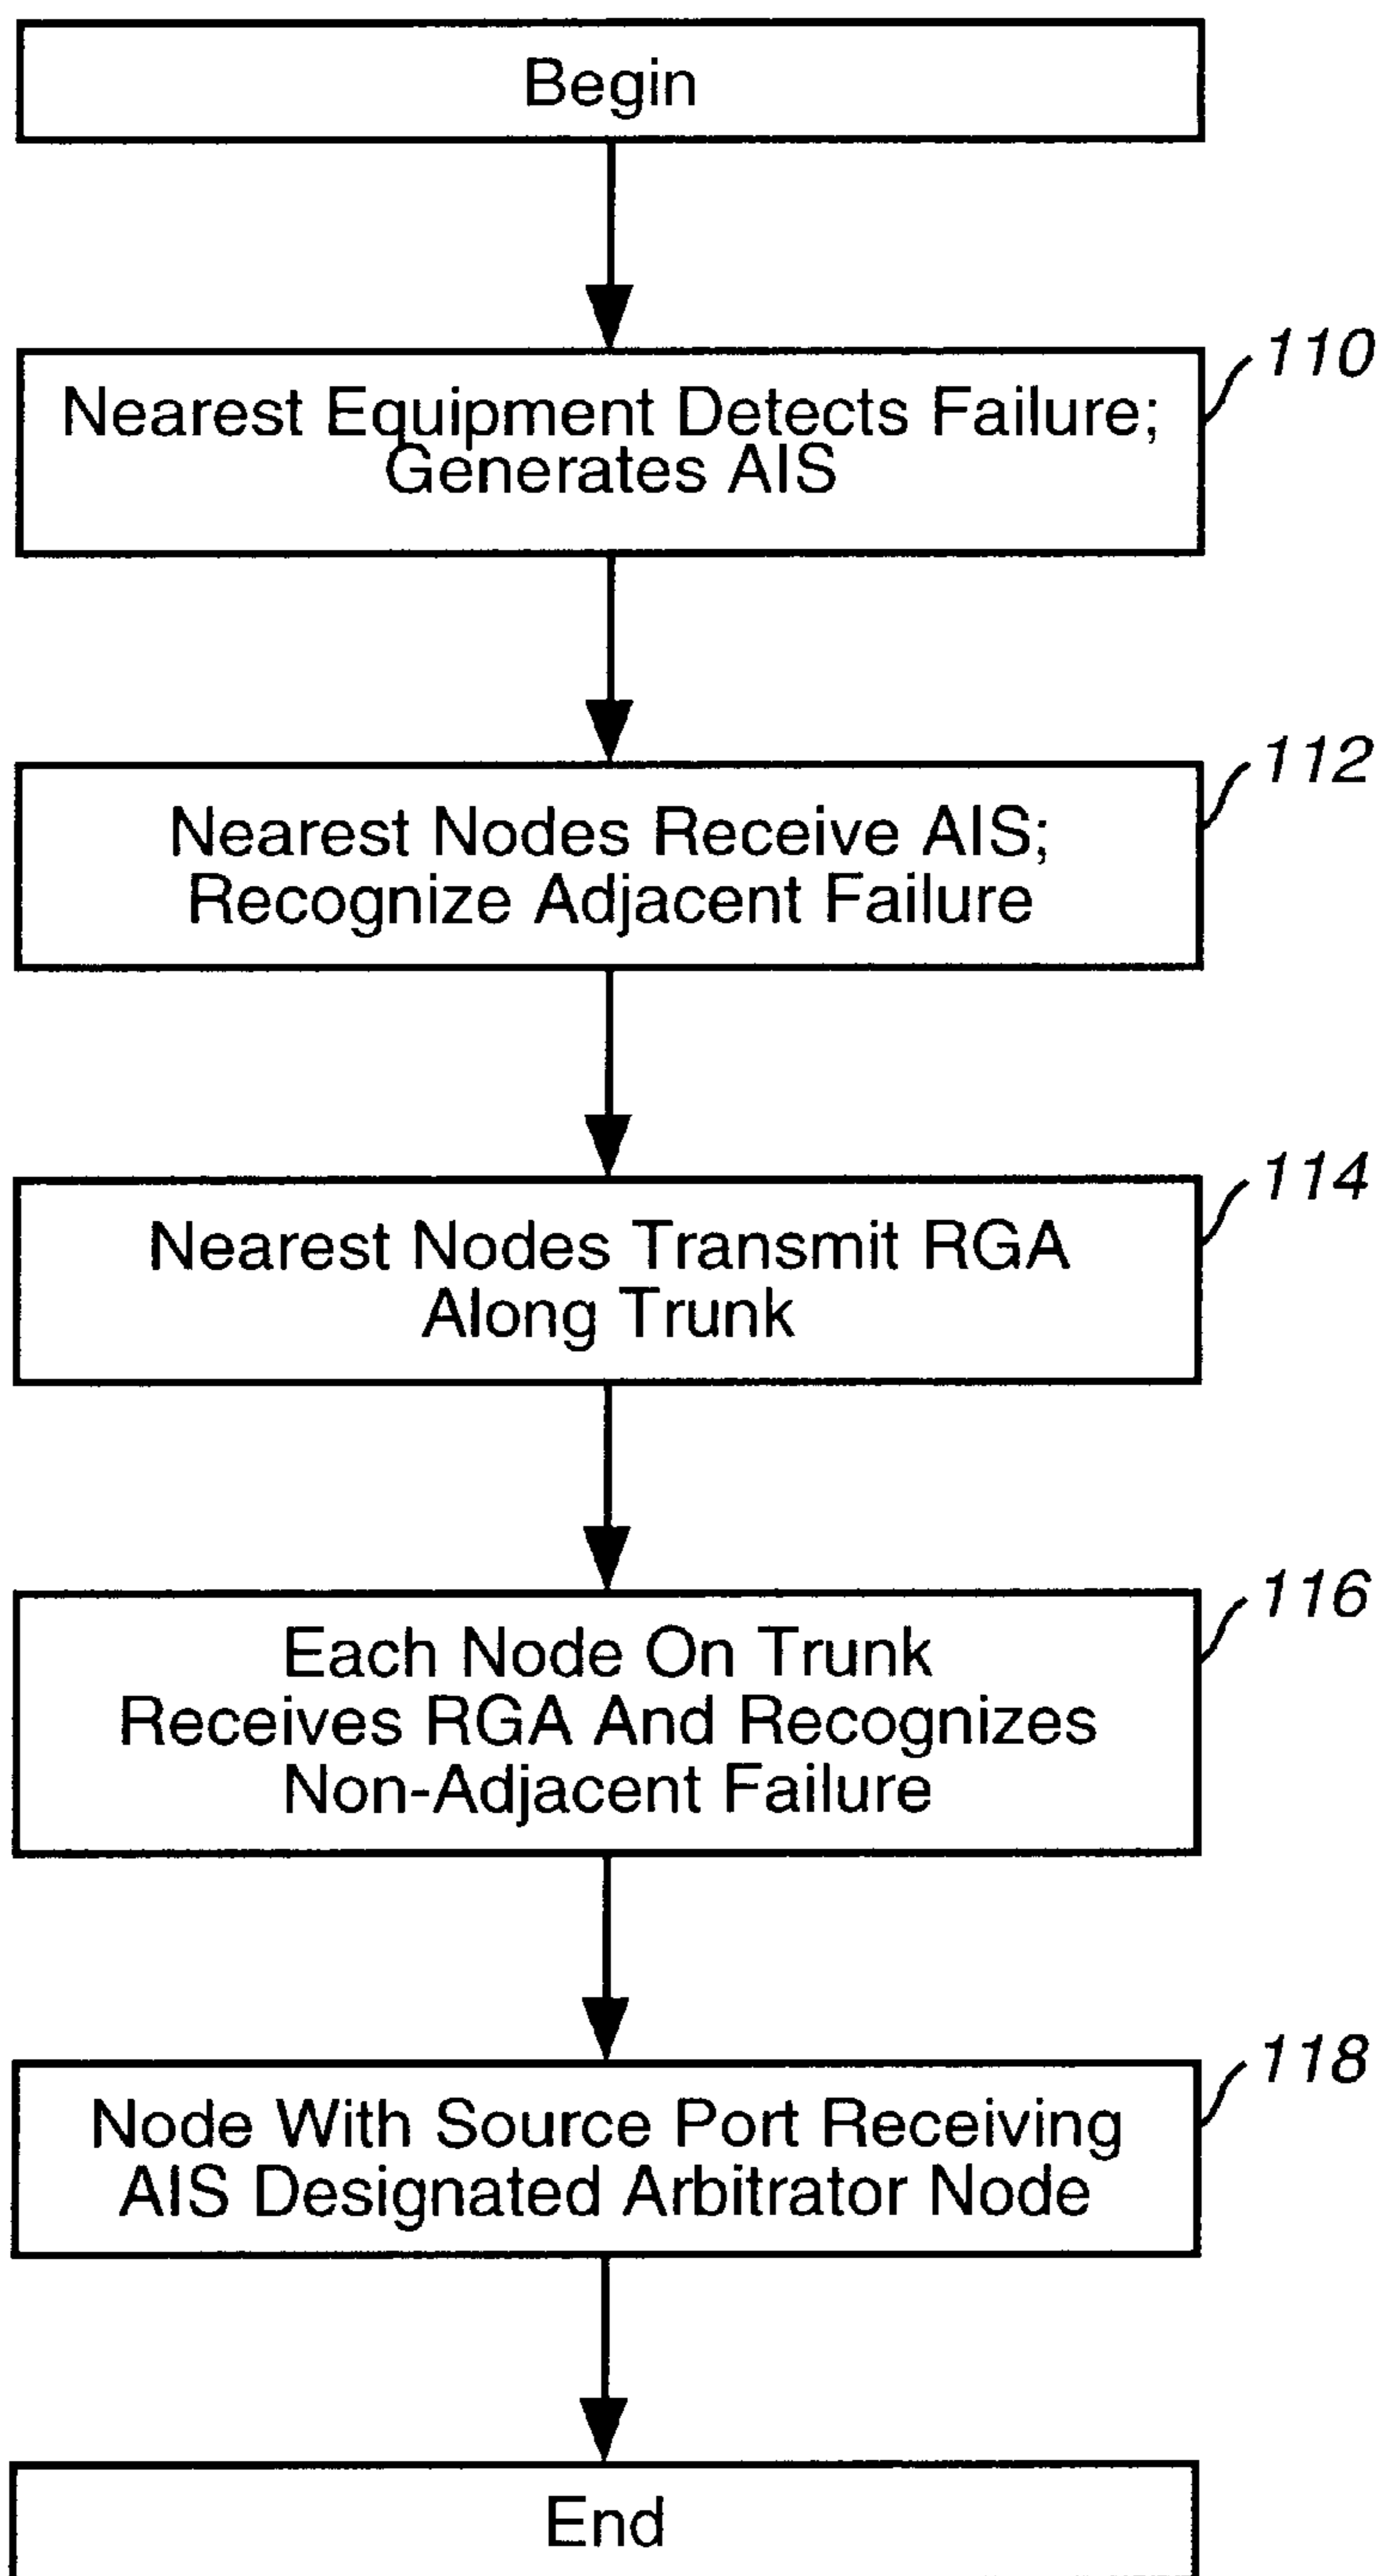 Begin
110
Nearest Equipment Detects Failure;
Generates AIS
112
Nearest Nodes Receive AIS;
Recognize Adjacent Failure
114
Nearest Nodes Transmit RGA
Along Trunk
116
Each Node On Trunk
Receives RGA And Recognizes
Non-Adjacent Failure
118
Node With Source Port Receiving
AIS Designated Arbitrator Node
End